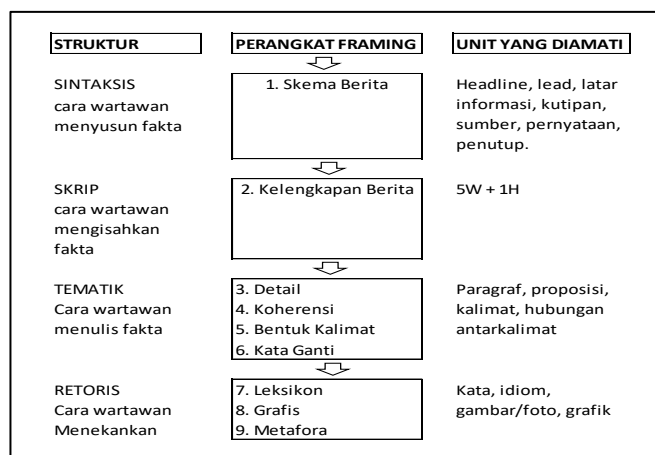 STRUKTUR
PERANGKAT FRAMING
UNIT YANG DIAMATI
SINTAKSIS
cara wartawan
menyusun fakta
1. Skema Berita
Headline, lead, latar
informasi, kutipan,
sumber, pernyataan,
penutup.
SKRIP
cara wartawan
mengisahkan
fakta
2. Kelengkapan Berita
5W + 1H
TEMATIK
Cara wartawan
menulis fakta
3. Detail
4. Koherensi
5. Bentuk Kalimat
6. Kata Ganti
Paragraf, proposisi,
kalimat, hubungan
antarkalimat
RETORIS
Cara wartawan
Menekankan
7. Leksikon
8. Grafis
9. Metafora
Kata, idiom,
gambar/foto, grafik